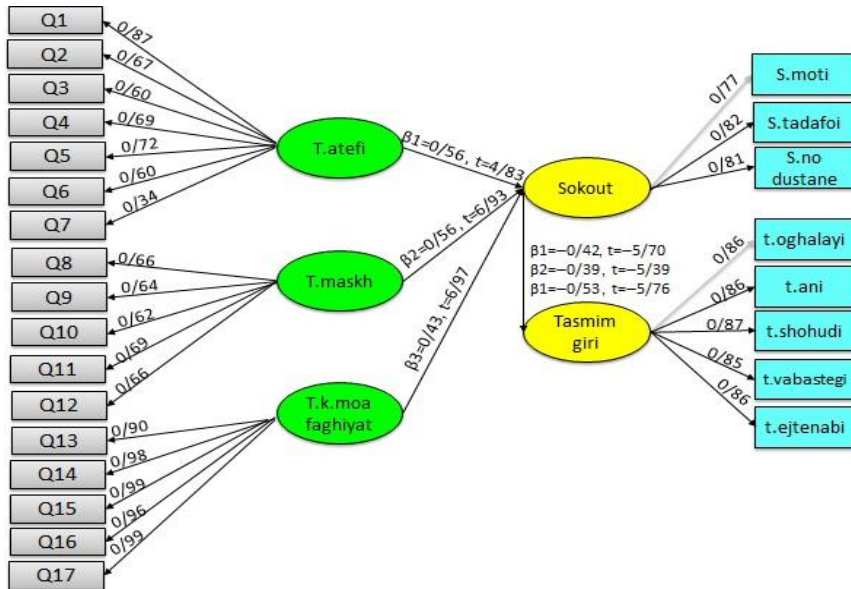 Q1
Q2
Q3
Q4
Q5
Q6
Q7
Q8
Q9
Q10
Q11
Q12
Q13
Q14
Q15
Q16
Q17
0/87
0/67
0/60
0/69
0/72
0/60
0/34
0/66
0/64
0/62
0/69
0/66
0/90
0/98
0/99
0/96
0/99
T.atefi
T.maskh
T.k.moa
faghiyat
β1=0/56, t=4/83
β2=0/56, t=6/93
β3=0/43, t=6/97
Sokout
β1=−0/42, t=−5/70
β2=−0/39, t=−5/39
β1=−0/53, t=−5/76
Tasmim
giri
0/77
0/82
0/81
0/86
0/86
0/87
0/85
0/86
S.moti
S.tadafoi
S.no
dustane
t.oghalayi
t.ani
t.shohudi
t.vabastegi
t.ejtenabi